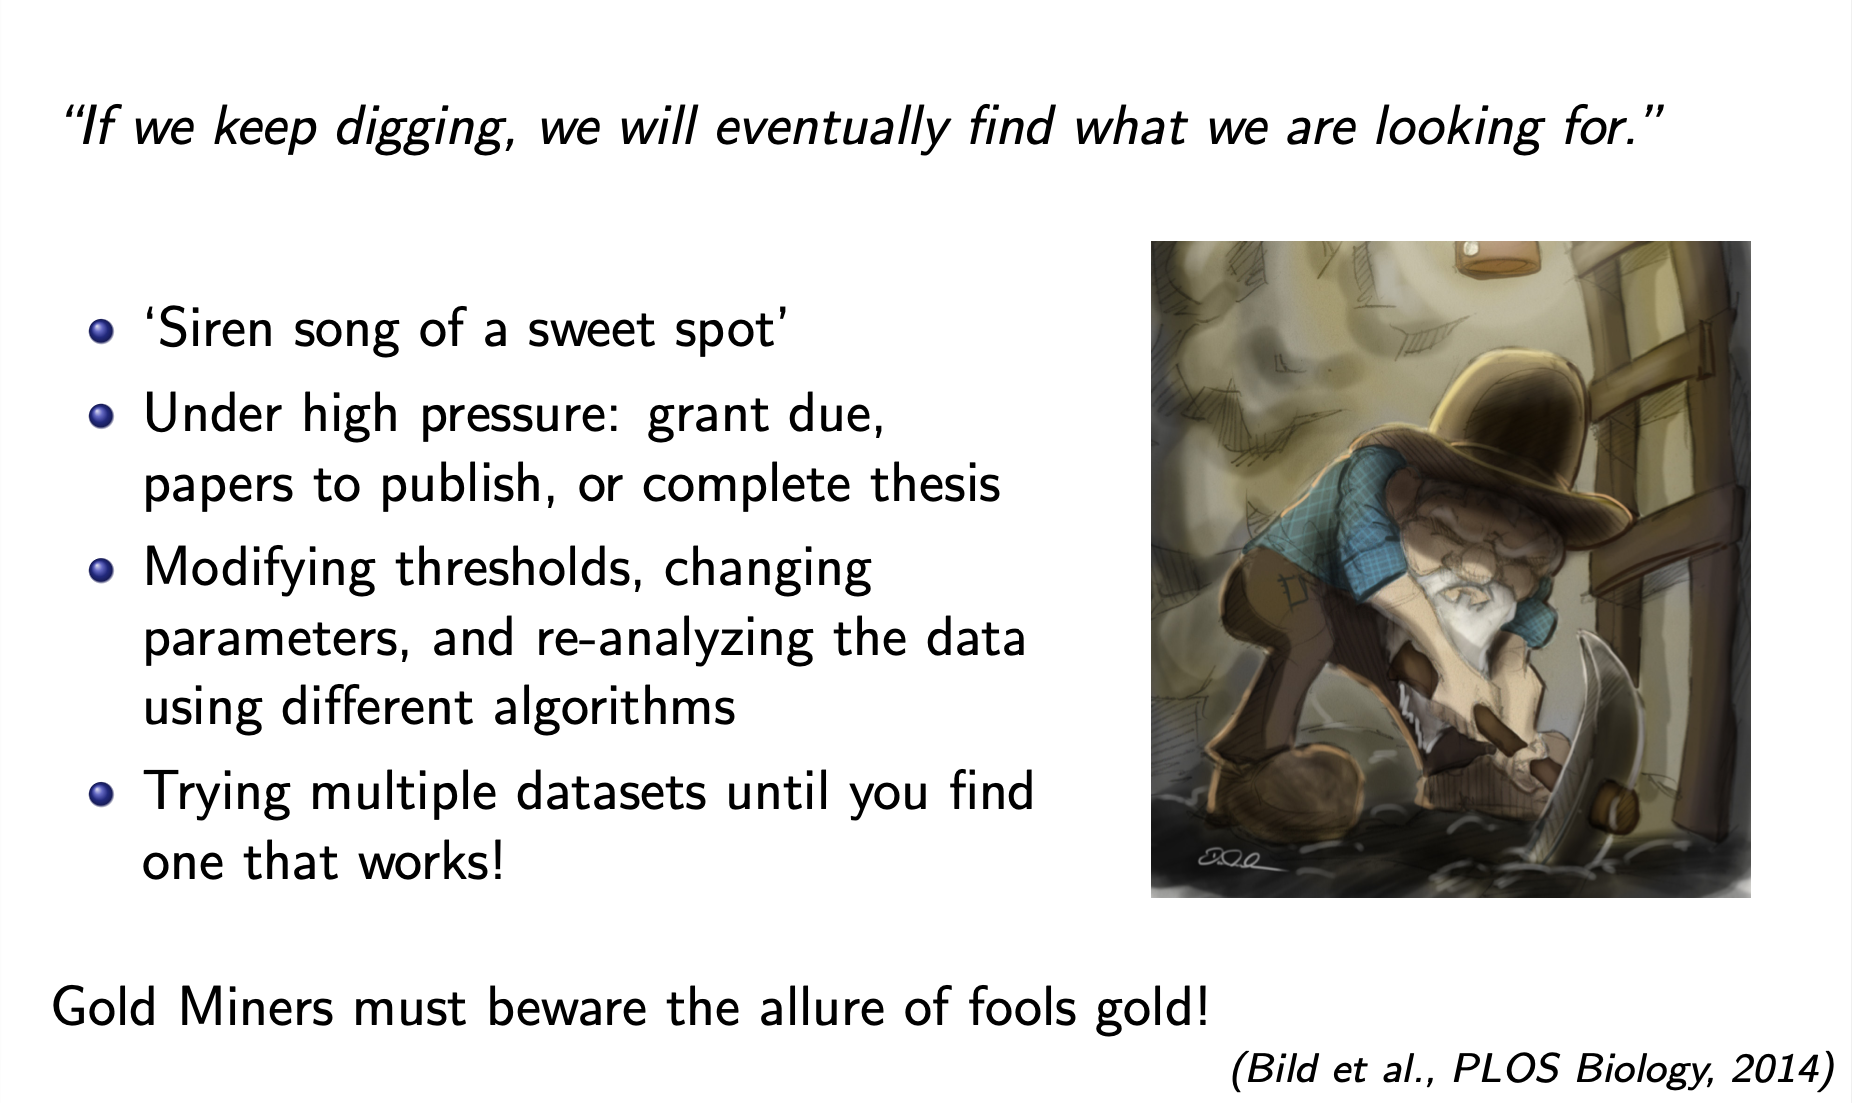 “If we keep digging, we will eventually find what we are looking for.”
‘Siren song of a sweet spot’
Under high pressure: grant due,
papers to publish, or complete thesis
Modifying thresholds, changing
parameters, and re-analyzing the data
using different algorithms
Trying multiple datasets until you find
one that works!
Gold Miners must beware the allure of fools gold!
(Bild et al., PLOS Biology, 2014)